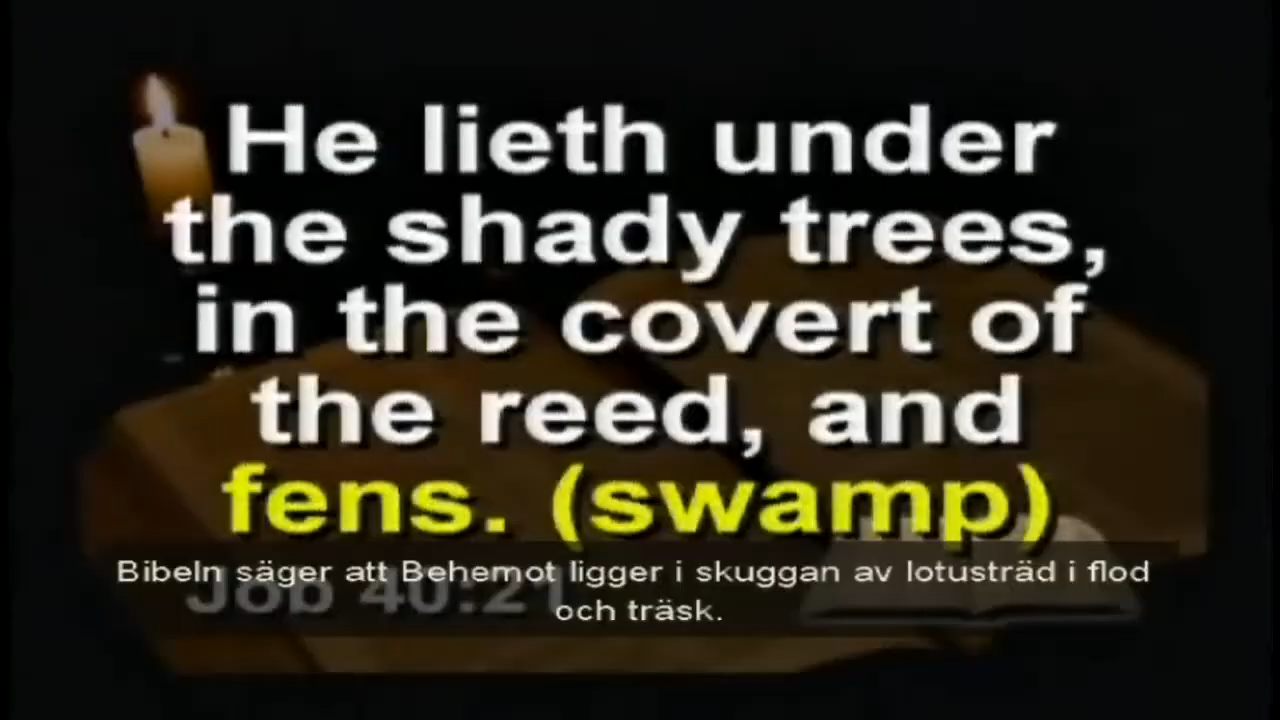 He lieth under
the shady trees,
in the covert of
the reed, and
fens. (swamp)
Bibeln säger att Behemot ligger i skuggan av lotusträd i flod
och träsk.
Job 40:21